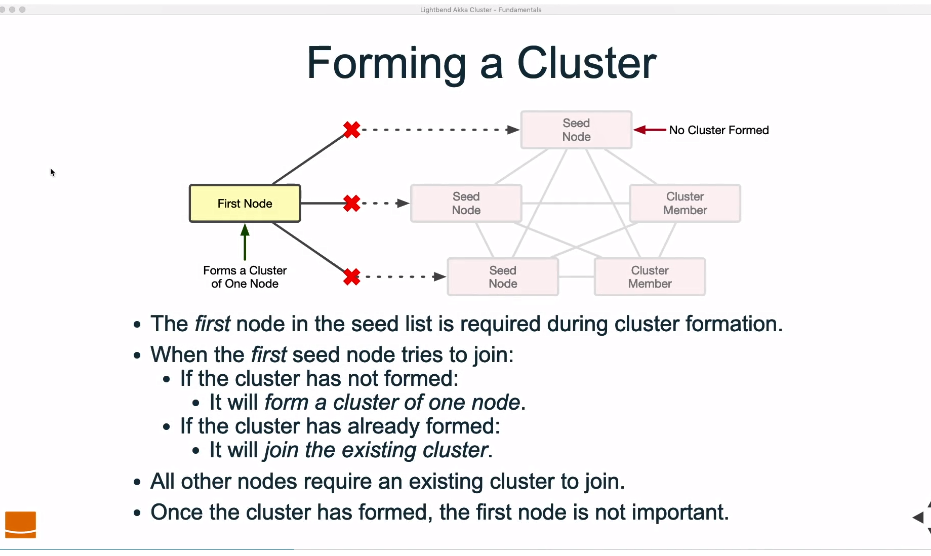 Lightbend Akka Cluster - Fundamentals
Forming a Cluster
Seed
Node
No Cluster Formed
First Node
Seed
Node
Cluster
Member
Forms a Cluster
of One Node
Seed
Node
Cluster
Member
• The first node in the seed list is required during cluster formation.
• When the first seed node tries to join:
• If the cluster has not formed:
• It will form a cluster of one node.
• If the cluster has already formed:
• It will join the existing cluster.
• All other nodes require an existing cluster to join.
• Once the cluster has formed, the first node is not important.